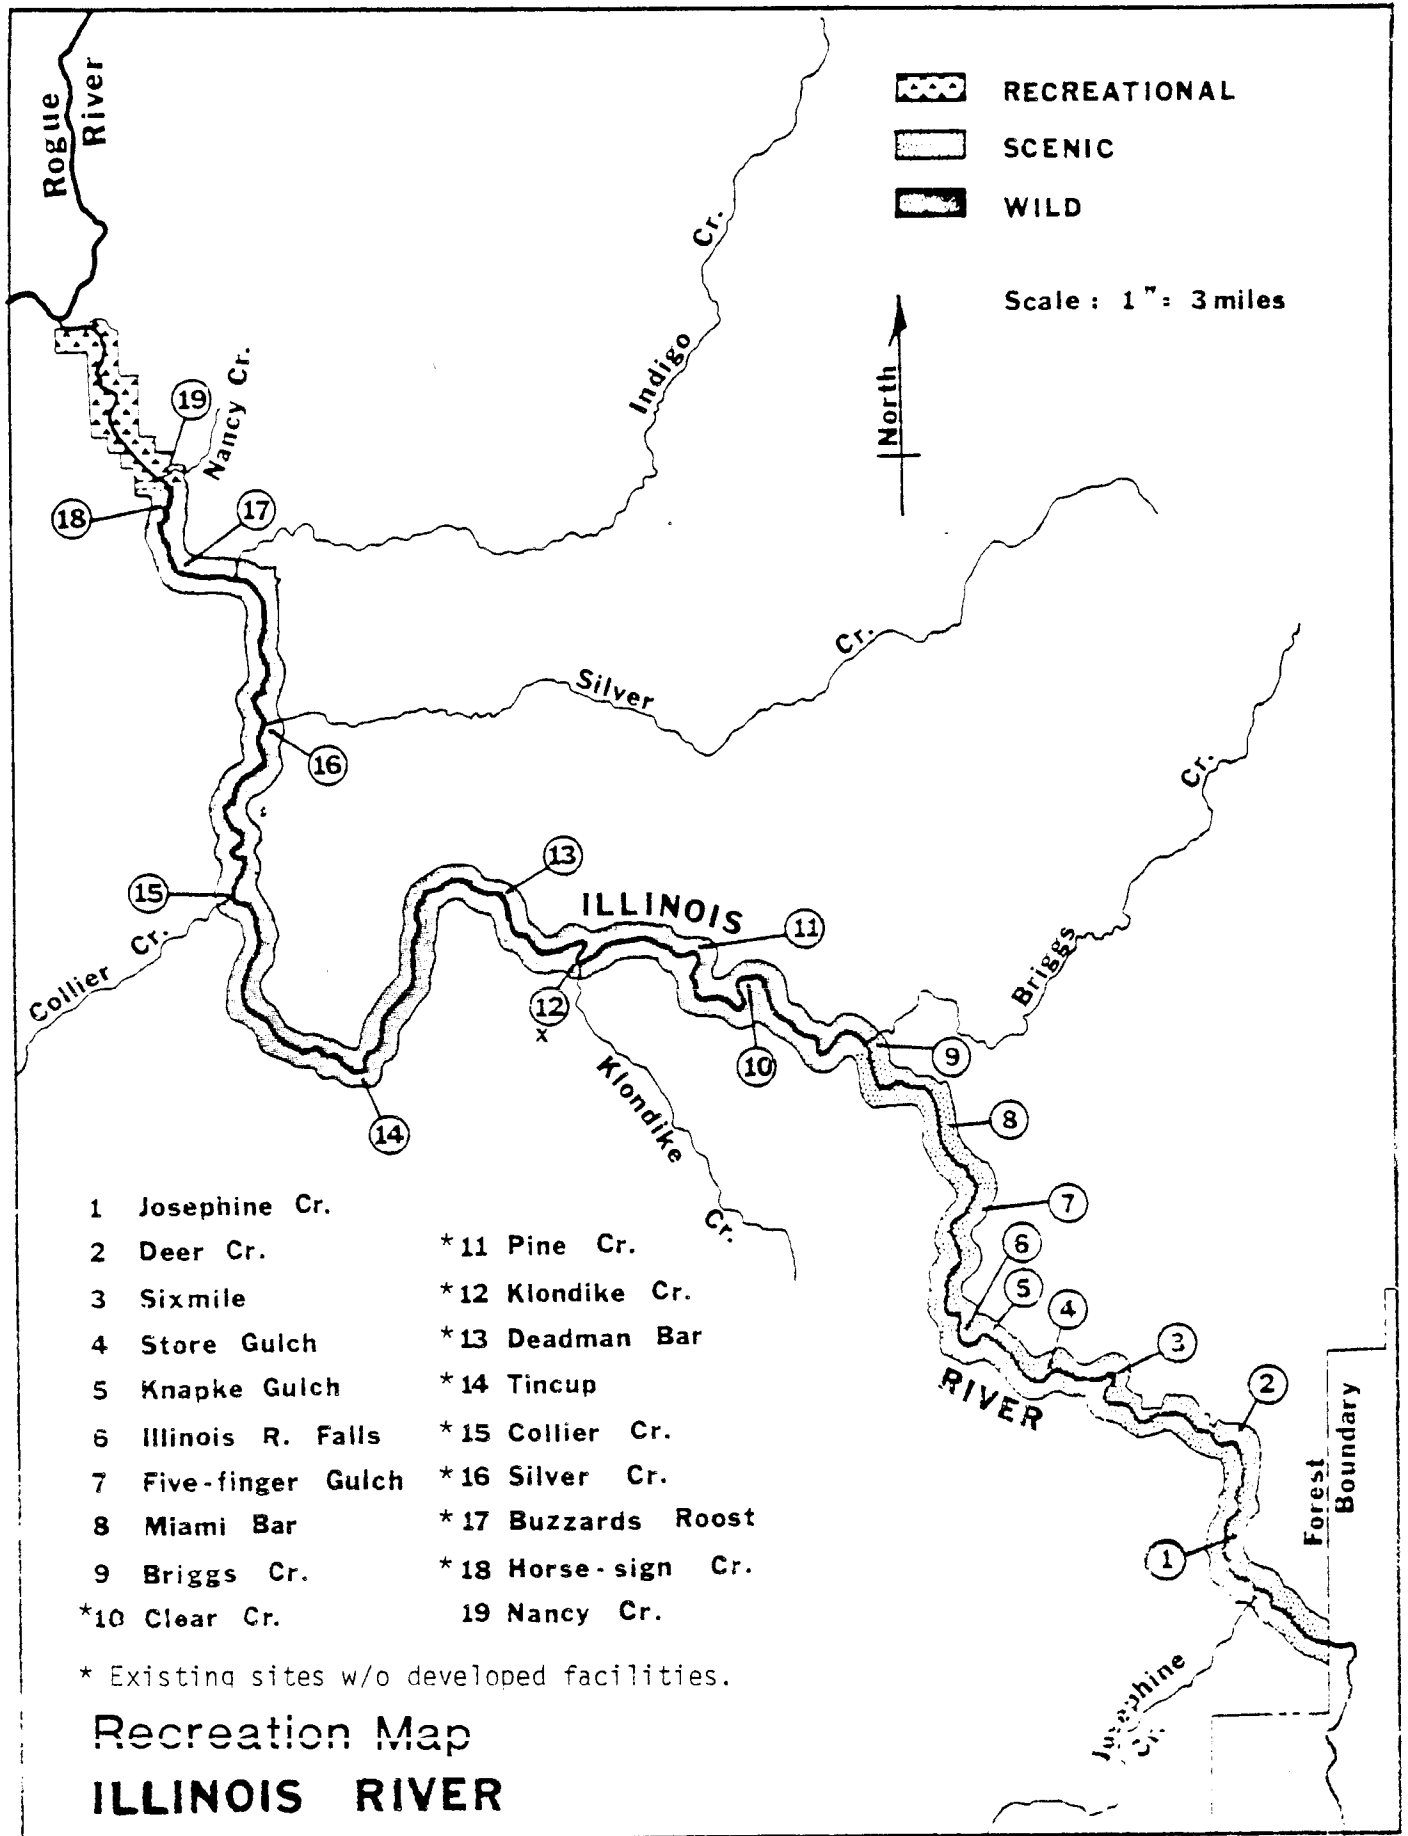 Rogue
River
RECREATIONAL
SCENIC
WILD
Scale : 1 "= 3 miles
North
Indigo Cr.
Nancy Cr.
19
18
17
Silver Cr.
16
Briggs Cr.
15
Collier Cr.
13
ILLINOIS
11
12
x
10
9
Klondike Cr.
8
14
7
6
5
4
3
2
RIVER
1
Forest
Boundary
Josephine
Cr.
1 Josephine Cr.
2 Deer Cr.
3 Sixmile
4 Store Gulch
5 Knapke Gulch
6 Illinois R. Falls
7 Five-finger Gulch
8 Miami Bar
9 Briggs Cr.
*10 Clear Cr.
*11 Pine Cr.
*12 Klondike Cr.
*13 Deadman Bar
*14 Tincup
*15 Collier Cr.
*16 Silver Cr.
*17 Buzzards Roost
*18 Horse-sign Cr.
19 Nancy Cr.
* Existing sites w/o developed facilities.
Recreation Map
ILLINOIS RIVER